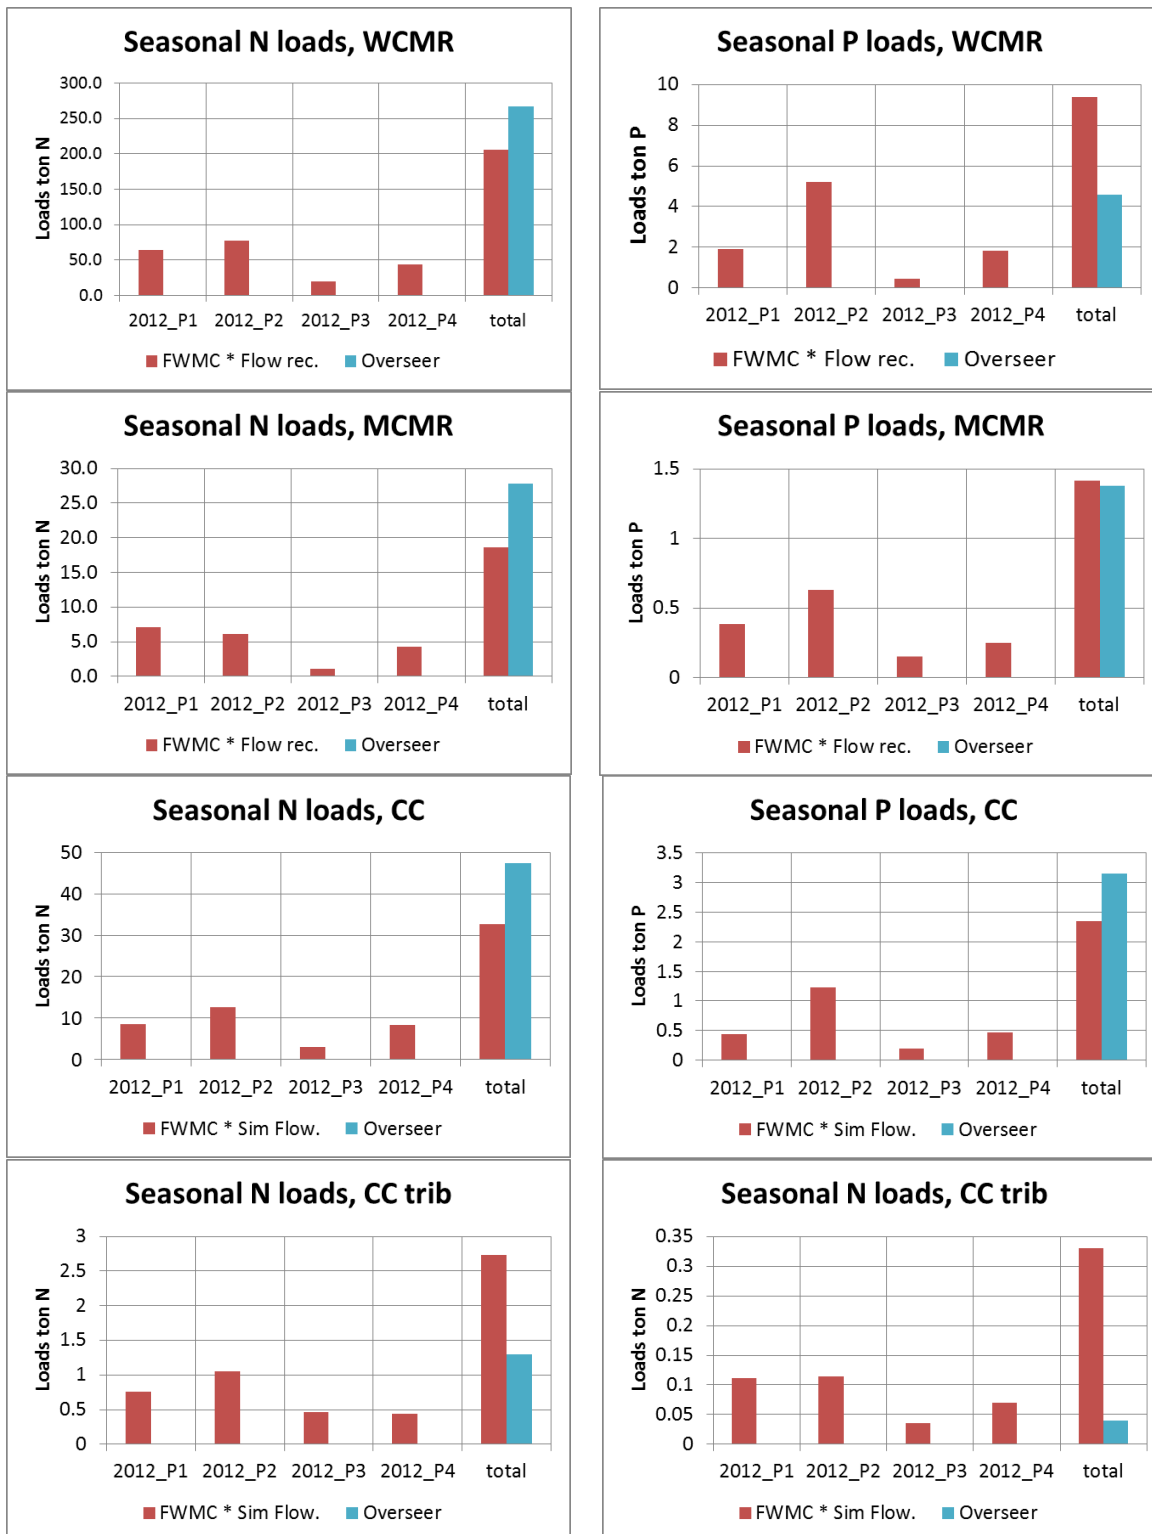 Seasonal N loads, WCMR
Loads ton N
300.0
250.0
200.0
150.0
100.0
50.0
0.0
2012_P1 2012_P2 2012_P3 2012_P4 total
FWMC * Flow rec. Overseer
Seasonal P loads, WCMR
Loads ton P
10
8
6
4
2
0
2012_P1 2012_P2 2012_P3 2012_P4 total
FWMC * Flow rec. Overseer
Seasonal N loads, MCMR
Loads ton N
30.0
25.0
20.0
15.0
10.0
5.0
0.0
2012_P1 2012_P2 2012_P3 2012_P4 total
FWMC * Flow rec. Overseer
Seasonal P loads, MCMR
Loads ton P
1.5
1
0.5
0
2012_P1 2012_P2 2012_P3 2012_P4 total
FWMC * Flow rec. Overseer
Seasonal N loads, CC
Loads ton N
50
40
30
20
10
0
2012_P1 2012_P2 2012_P3 2012_P4 total
FWMC * Sim Flow. Overseer
Seasonal P loads, CC
Loads ton P
3.5
3
2.5
2
1.5
1
0.5
0
2012_P1 2012_P2 2012_P3 2012_P4 total
FWMC * Sim Flow. Overseer
Seasonal N loads, CC trib
Loads ton N
3
2.5
2
1.5
1
0.5
0
2012_P1 2012_P2 2012_P3 2012_P4 total
FWMC * Sim Flow. Overseer
Seasonal N loads, CC trib
Loads ton N
0.35
0.3
0.25
0.2
0.15
0.1
0.05
0
2012_P1 2012_P2 2012_P3 2012_P4 total
FWMC * Sim Flow. Overseer